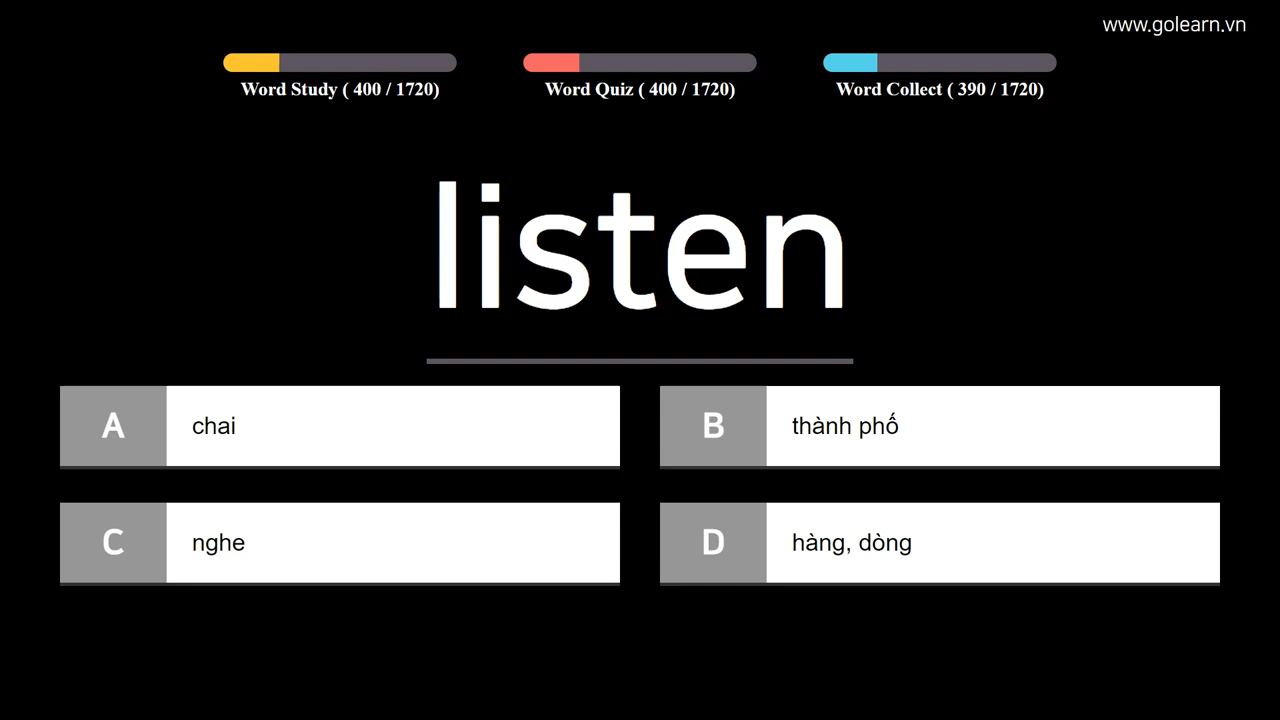 www.golearn.vn
Word Study ( 400 / 1720)
Word Quiz ( 400 / 1720)
Word Collect ( 390 / 1720)
listen
A chai
B thành phố
C nghe
D hàng, dòng